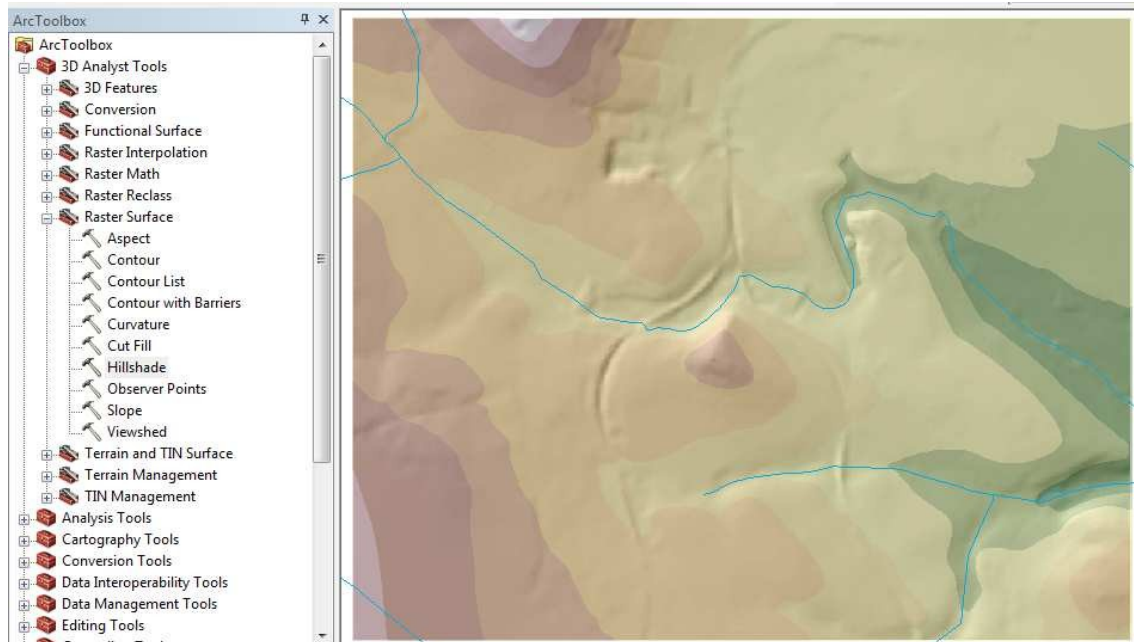 ArcToolbox
ArcToolbox
3D Analyst Tools
3D Features
Conversion
Functional Surface
Raster Interpolation
Raster Math
Raster Reclass
Raster Surface
Aspect
Contour
Contour List
Contour with Barriers
Curvature
Cut Fill
Hillshade
Observer Points
Slope
Viewshed
Terrain and TIN Surface
Terrain Management
TIN Management
Analysis Tools
Cartography Tools
Conversion Tools
Data Interoperability Tools
Data Management Tools
Editing Tools